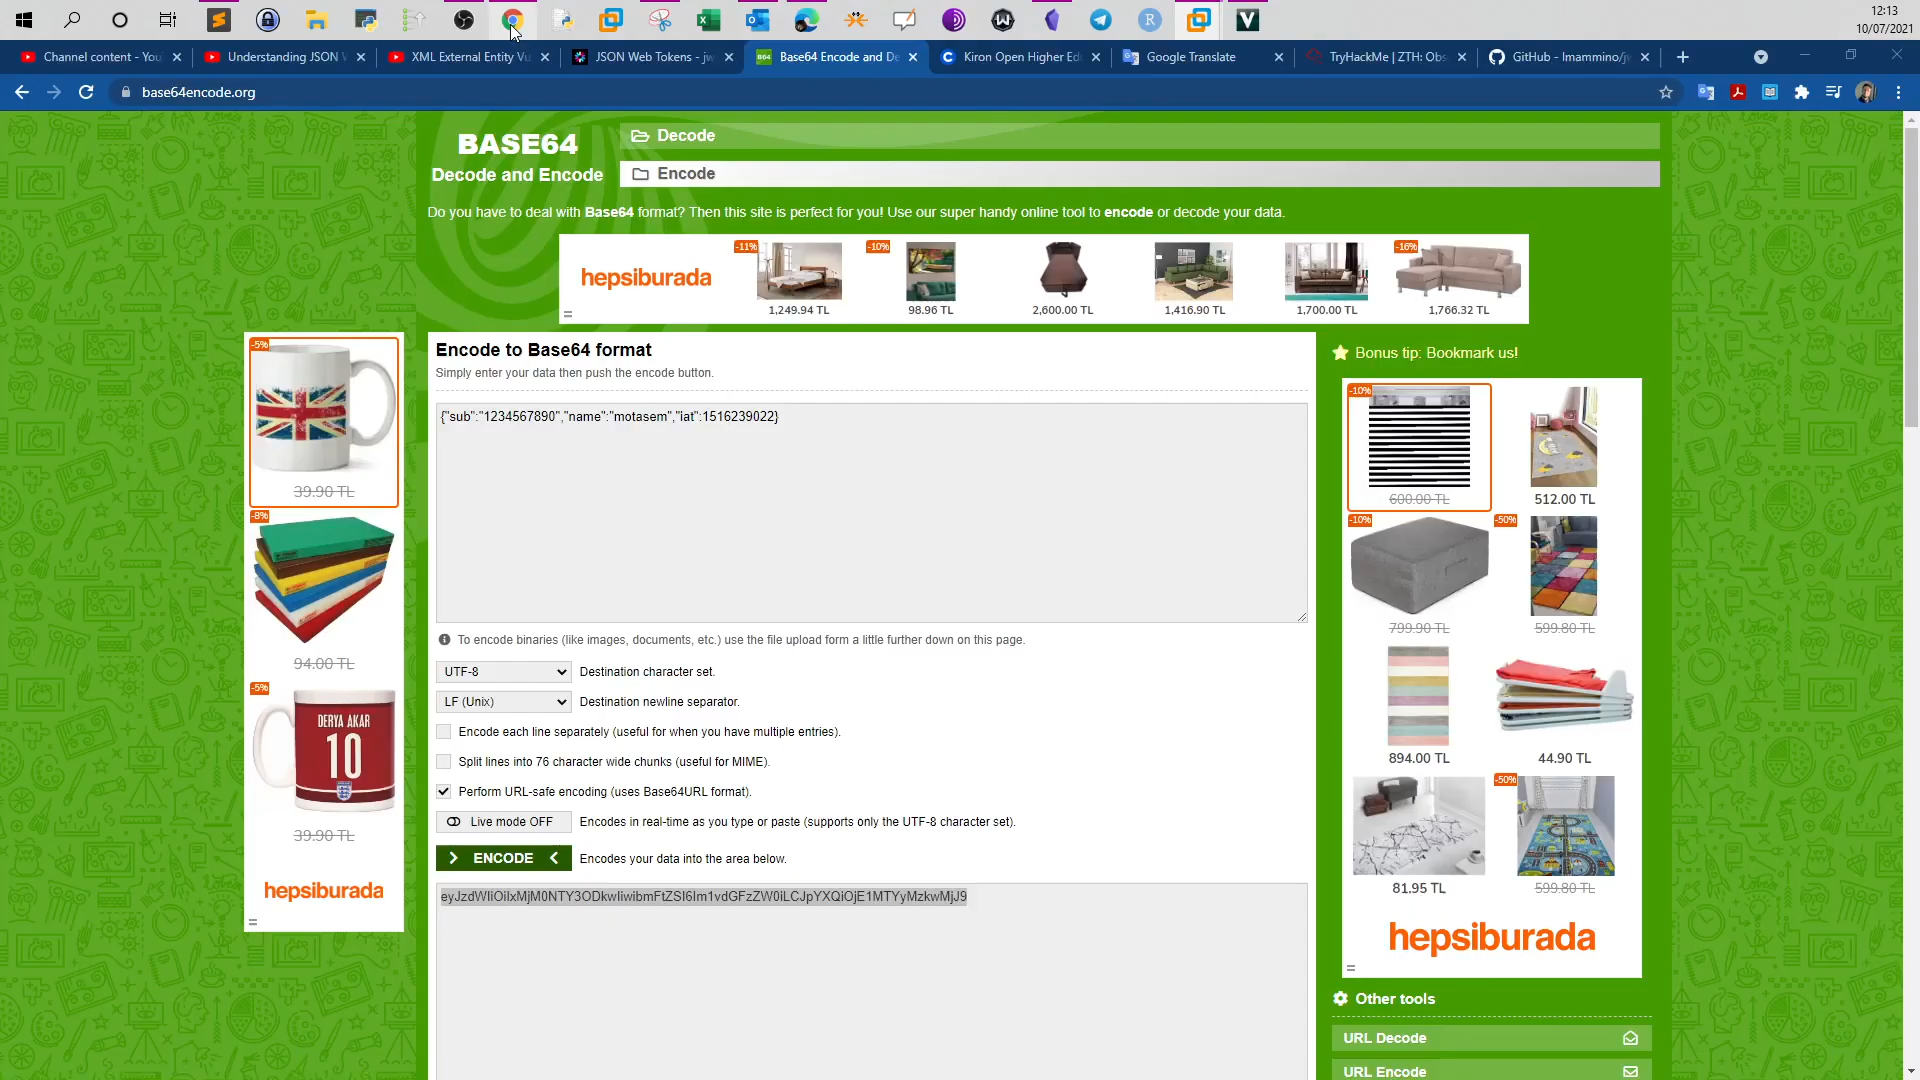 12:13
10/07/2021
Channel content - You
Understanding JSON W
XML External Entity Vu
JSON Web Tokens - jw
Base64 Encode and De
Kiron Open Higher Ed
Google Translate
TryHackMe | ZTH: Obs
GitHub - lmammino/jw
base64encode.org
BASE64
Decode and Encode
Decode
Encode
Do you have to deal with Base64 format? Then this site is perfect for you! Use our super handy online tool to encode or decode your data.
hepsiburada
-11%
-10%
-16%
1,249.94 TL
98.96 TL
2,600.00 TL
1,416.90 TL
1,700.00 TL
1,766.32 TL
-5%
39.90 TL
-8%
94.00 TL
-5%
DERYA AKAR
10
39.90 TL
hepsiburada
Encode to Base64 format
Simply enter your data then push the encode button.
{"sub":"1234567890","name":"motasem","iat":1516239022}
To encode binaries (like images, documents, etc.) use the file upload form a little further down on this page.
UTF-8
Destination character set.
LF (Unix)
Destination newline separator.
Encode each line separately (useful for when you have multiple entries).
Split lines into 76 character wide chunks (useful for MIME).
Perform URL-safe encoding (uses Base64URL format).
Live mode OFF
Encodes in real-time as you type or paste (supports only the UTF-8 character set).
ENCODE
Encodes your data into the area below.
eyJzdWIiOiIxMjM0NTY3ODkwIiwibmFtZSI6Im1vdGFzZW0iLCJpYXQiOjE1MTYyMzkwMjJ9
Bonus tip: Bookmark us!
-10%
600.00 TL
512.00 TL
-10%
-50%
799.90 TL
599.80 TL
894.00 TL
44.90 TL
-50%
81.95 TL
599.80 TL
hepsiburada
Other tools
URL Decode
URL Encode